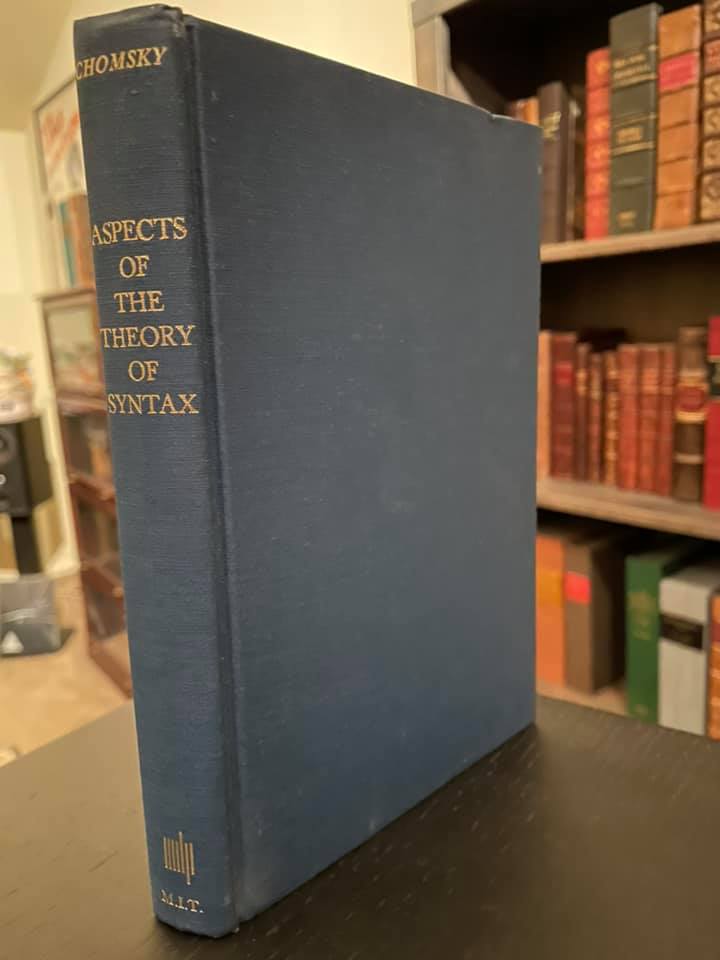 CHOMSKY
ASPECTS
OF
THE
THEORY
OF
SYNTAX
M.I.T.